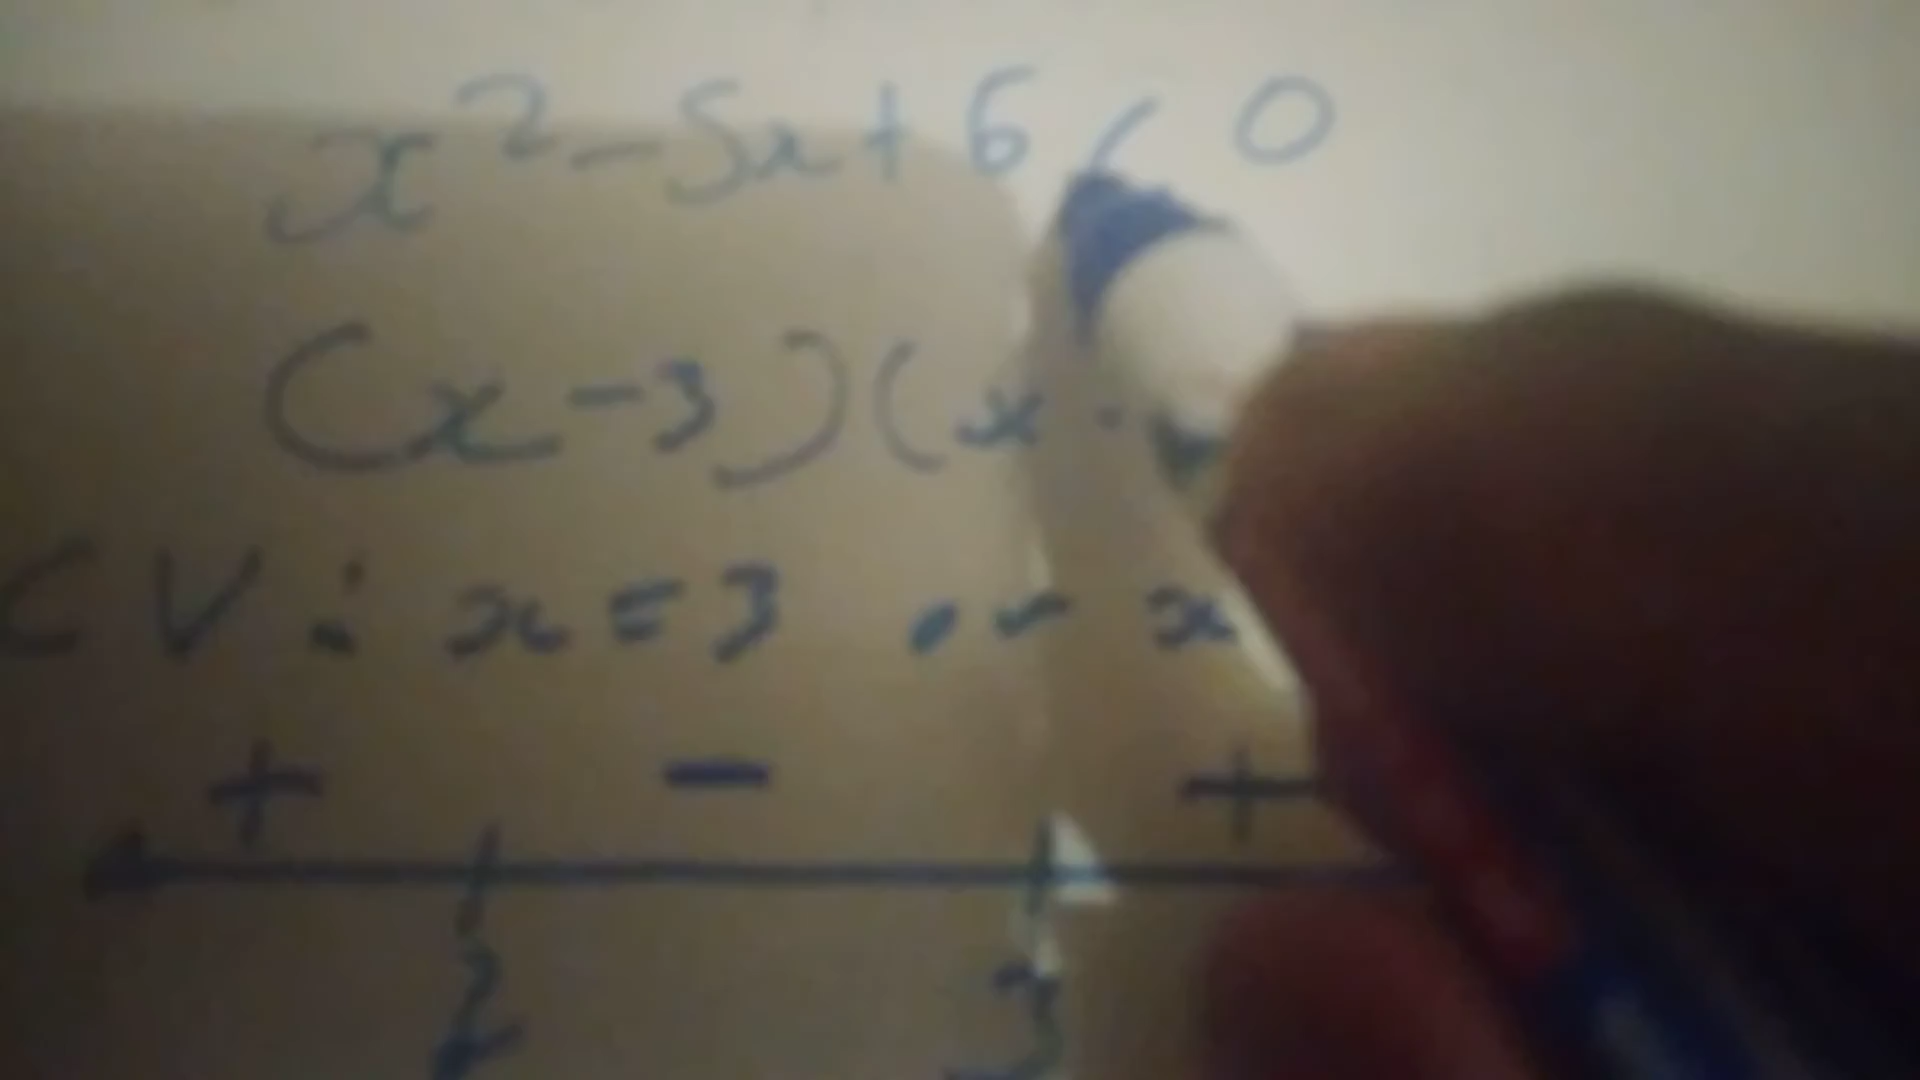 x² - 5x + 6 < 0
(x - 3)(x -
CV : x = 3 or x
+ - +
2 3